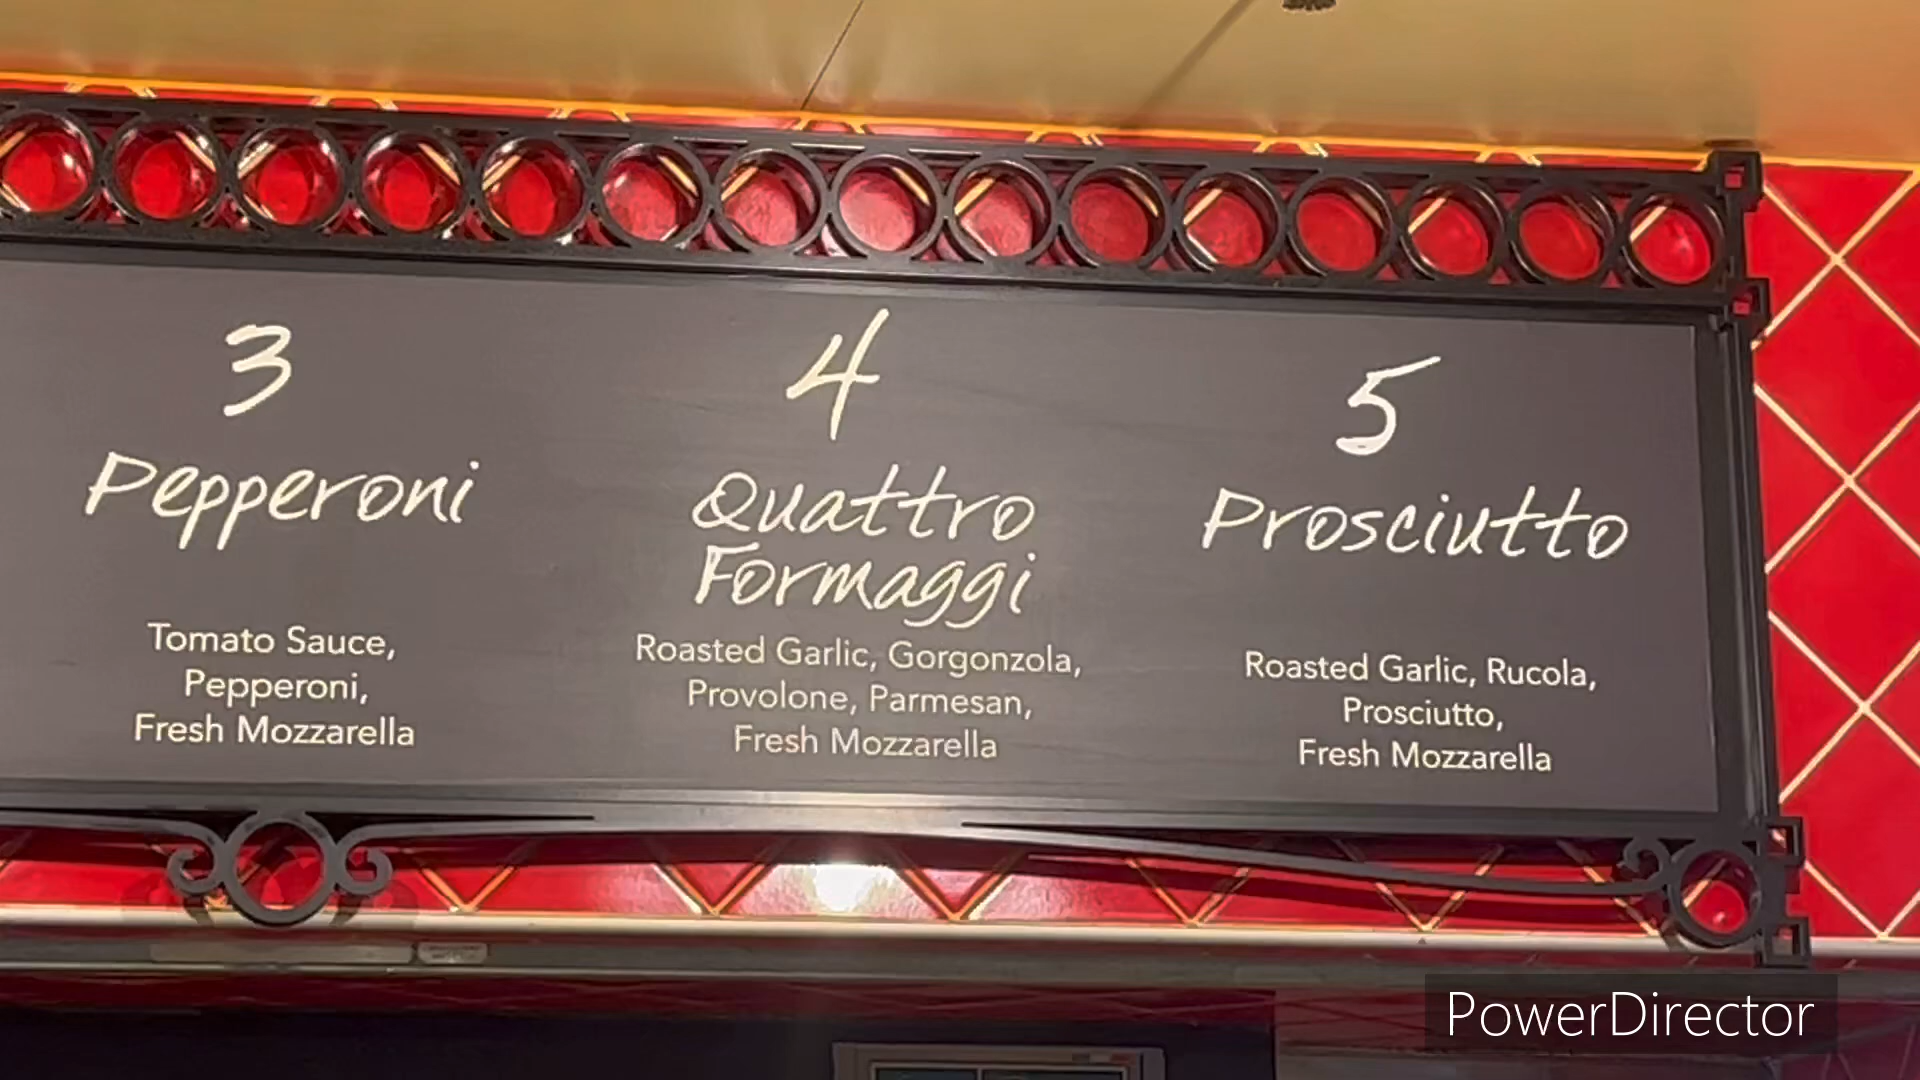 3
Pepperoni
Tomato Sauce,
Pepperoni,
Fresh Mozzarella
4
Quattro
Formaggi
Roasted Garlic, Gorgonzola,
Provolone, Parmesan,
Fresh Mozzarella
5
Prosciutto
Roasted Garlic, Rucola,
Prosciutto,
Fresh Mozzarella
PowerDirector